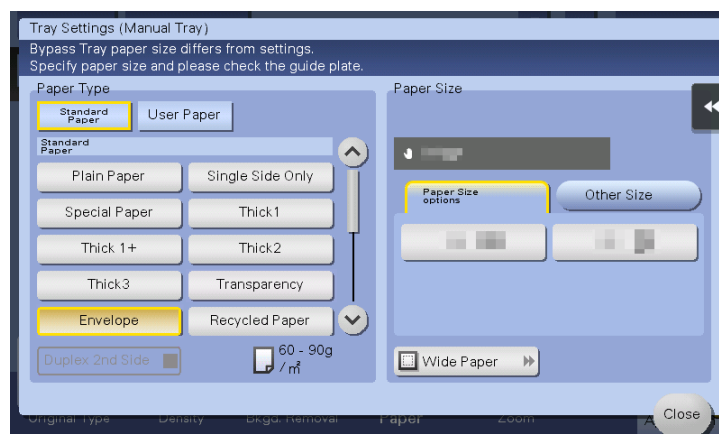 Tray Settings (Manual Tray)
Bypass Tray paper size differs from settings.
Specify paper size and please check the guide plate.
Paper Type
Paper Size
Standard
Paper
User Paper
Standard
Paper
Plain Paper
Single Side Only
Special Paper
Thick1
Thick 1+
Thick2
Thick3
Transparency
Envelope
Recycled Paper
Duplex 2nd Side
60 - 90g
/㎡
Paper Size
options
Other Size
Wide Paper
Original Type
Density
Bkgd. Removal
Paper
Zoom
Close